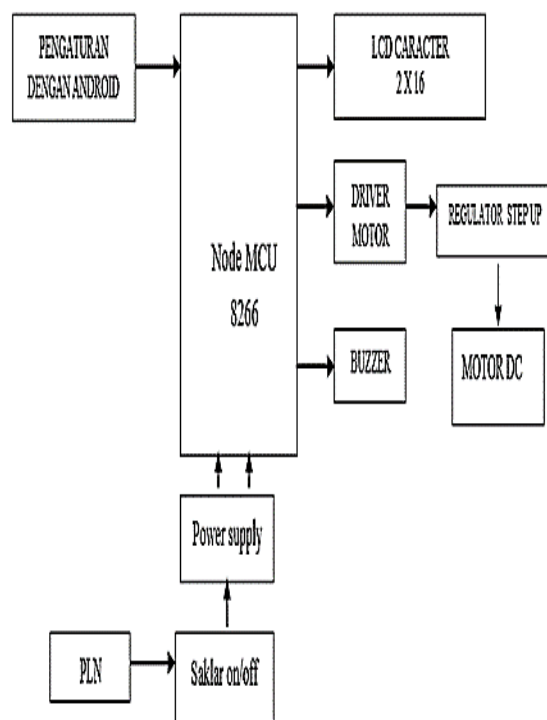 PENGATURAN
DENGAN ANDROID
LCD CARACTER
2 X 16
DRIVER
MOTOR
REGULATOR STEP UP
Node MCU
8266
BUZZER
MOTOR DC
Power supply
PLN
Saklar on/off